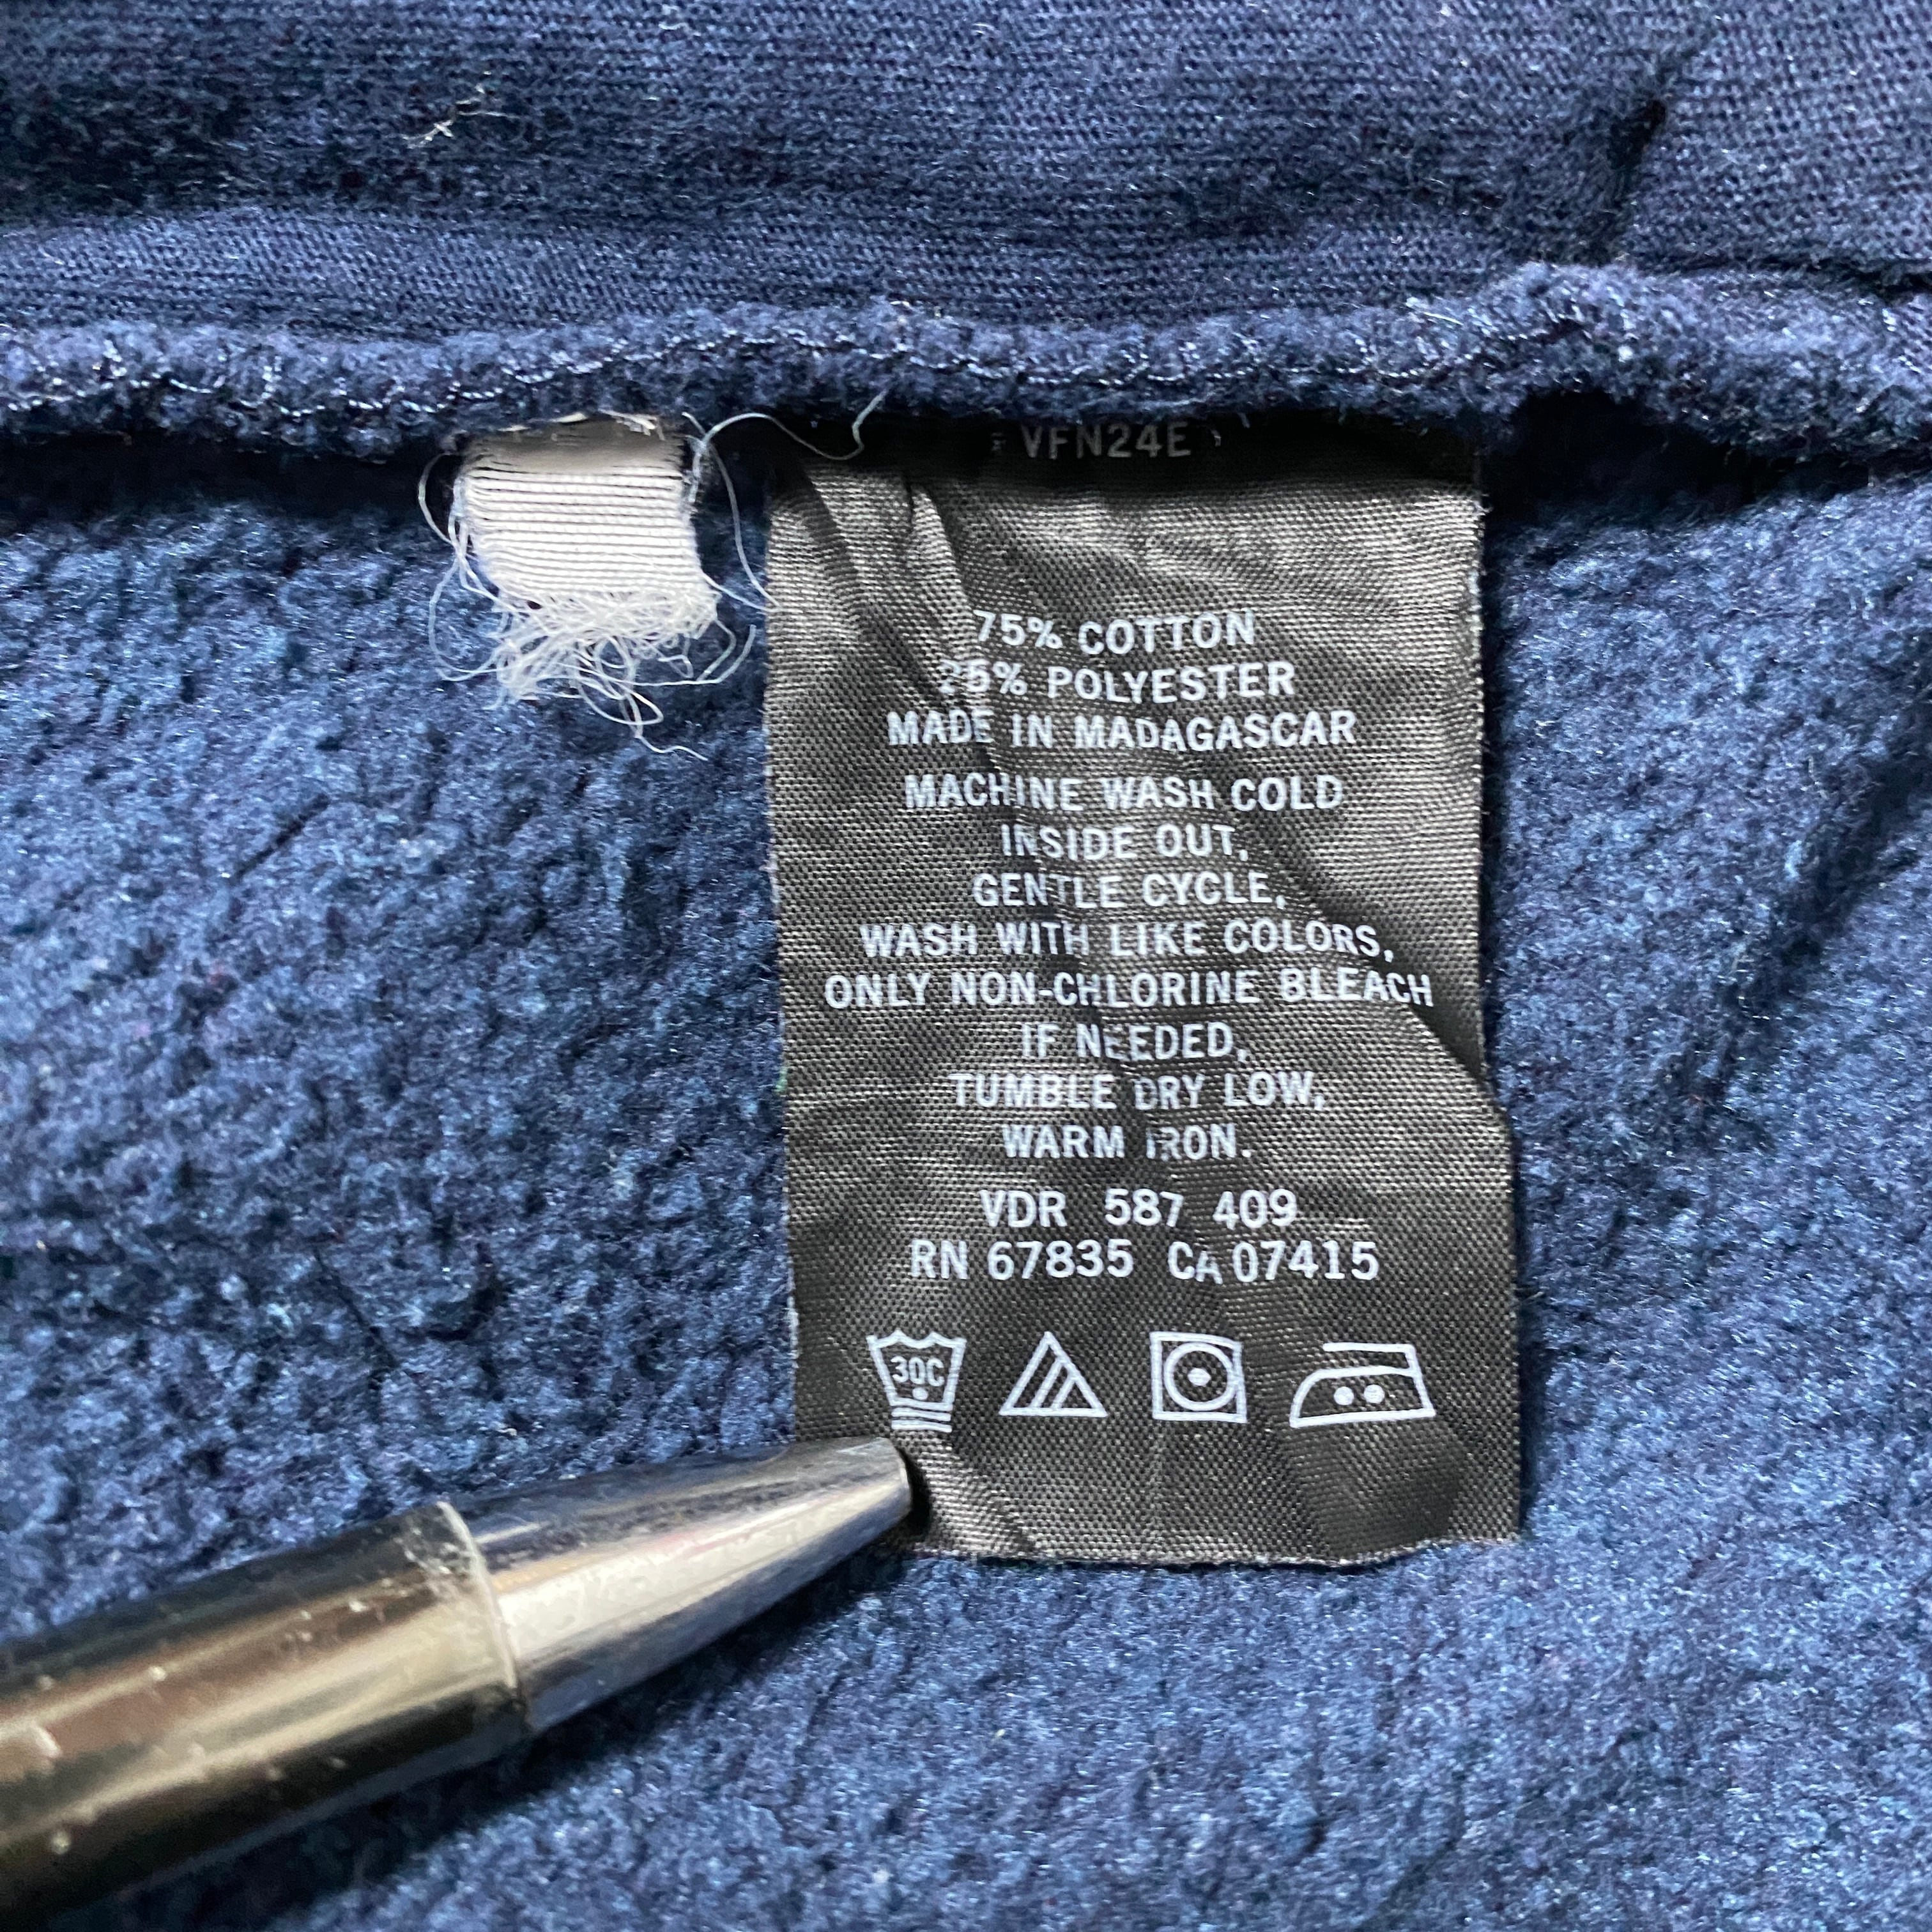 VFN24E
75% COTTON
25% POLYESTER
MADE IN MADAGASCAR
MACHINE WASH COLD
INSIDE OUT,
GENTLE CYCLE,
WASH WITH LIKE COLORS,
ONLY NON-CHLORINE BLEACH
IF NEEDED,
TUMBLE DRY LOW,
WARM IRON.
VDR 587 409
RN 67835 CA 07415
30C